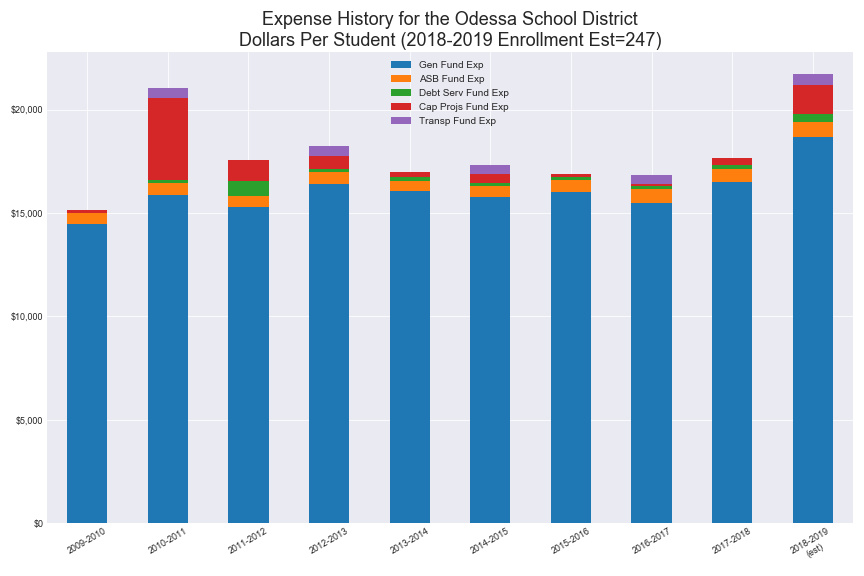 Expense History for the Odessa School District
Dollars Per Student (2018-2019 Enrollment Est=247)
Gen Fund Exp
ASB Fund Exp
Debt Serv Fund Exp
Cap Projs Fund Exp
Transp Fund Exp
$20,000
$15,000
$10,000
$5,000
$0
2009-2010
2010-2011
2011-2012
2012-2013
2013-2014
2014-2015
2015-2016
2016-2017
2017-2018
2018-2019
(est)